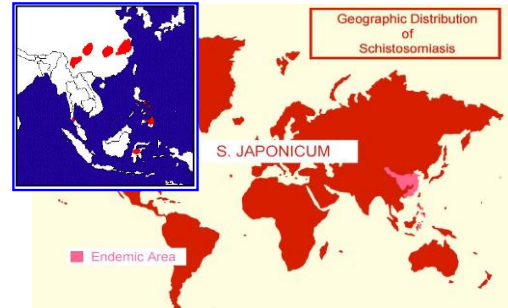 Geographic Distribution
of
Schistosomiasis
S. JAPONICUM
Endemic Area